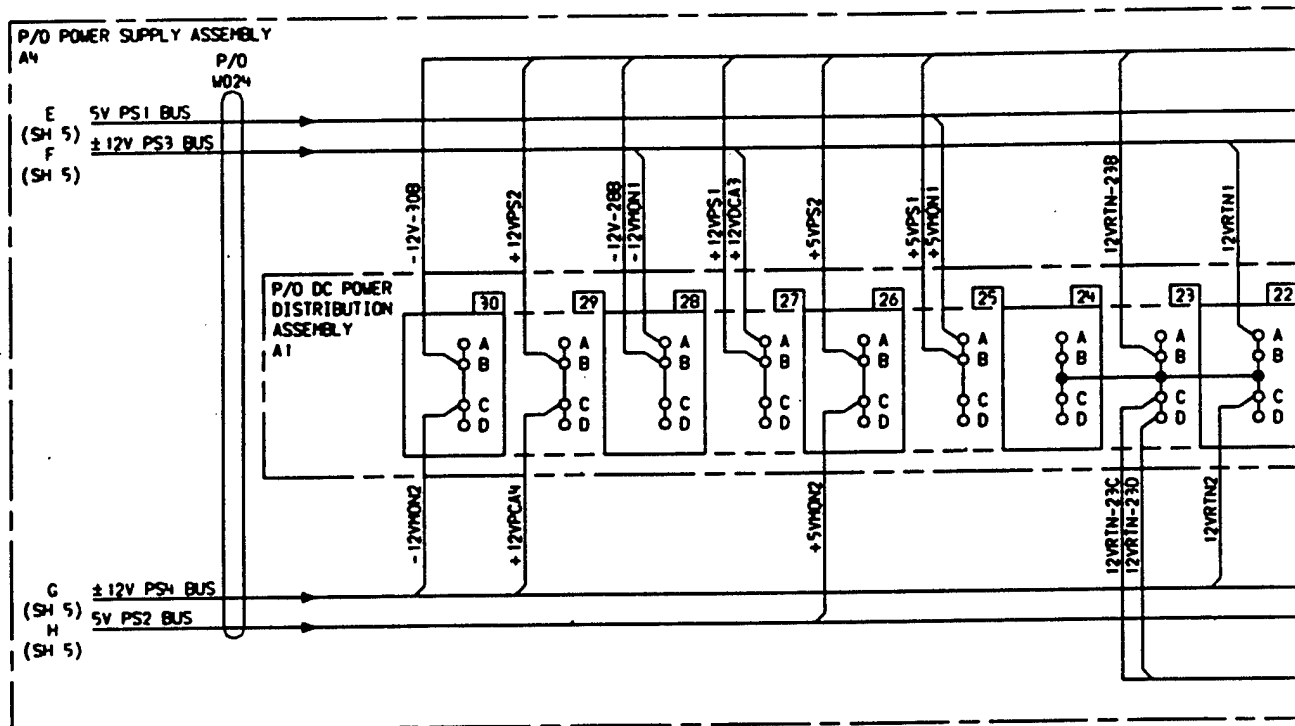 P/O POWER SUPPLY ASSEMBLY
A4
P/O
W024
E
5V PS1 BUS
(SH 5)
F
±12V PS3 BUS
(SH 5)
-12V-30B
+12VPS2
-12V-28B
-12VMON1
+12VPS1
+12VDCA3
+5VPS2
+5VPS1
+5VMON1
12VRTN-23B
12VRTN1
P/O DC POWER
DISTRIBUTION
ASSEMBLY
A1
30
29
28
27
26
25
24
23
22
A A A A A A A A A
B B B B B B B B B
C C C C C C C C C
D D D D D D D D D
-12VMON2
+12VPCA4
+5VMON2
12VRTN-23C
12VRTN-23D
12VRTN2
G
±12V PS4 BUS
(SH 5)
H
5V PS2 BUS
(SH 5)